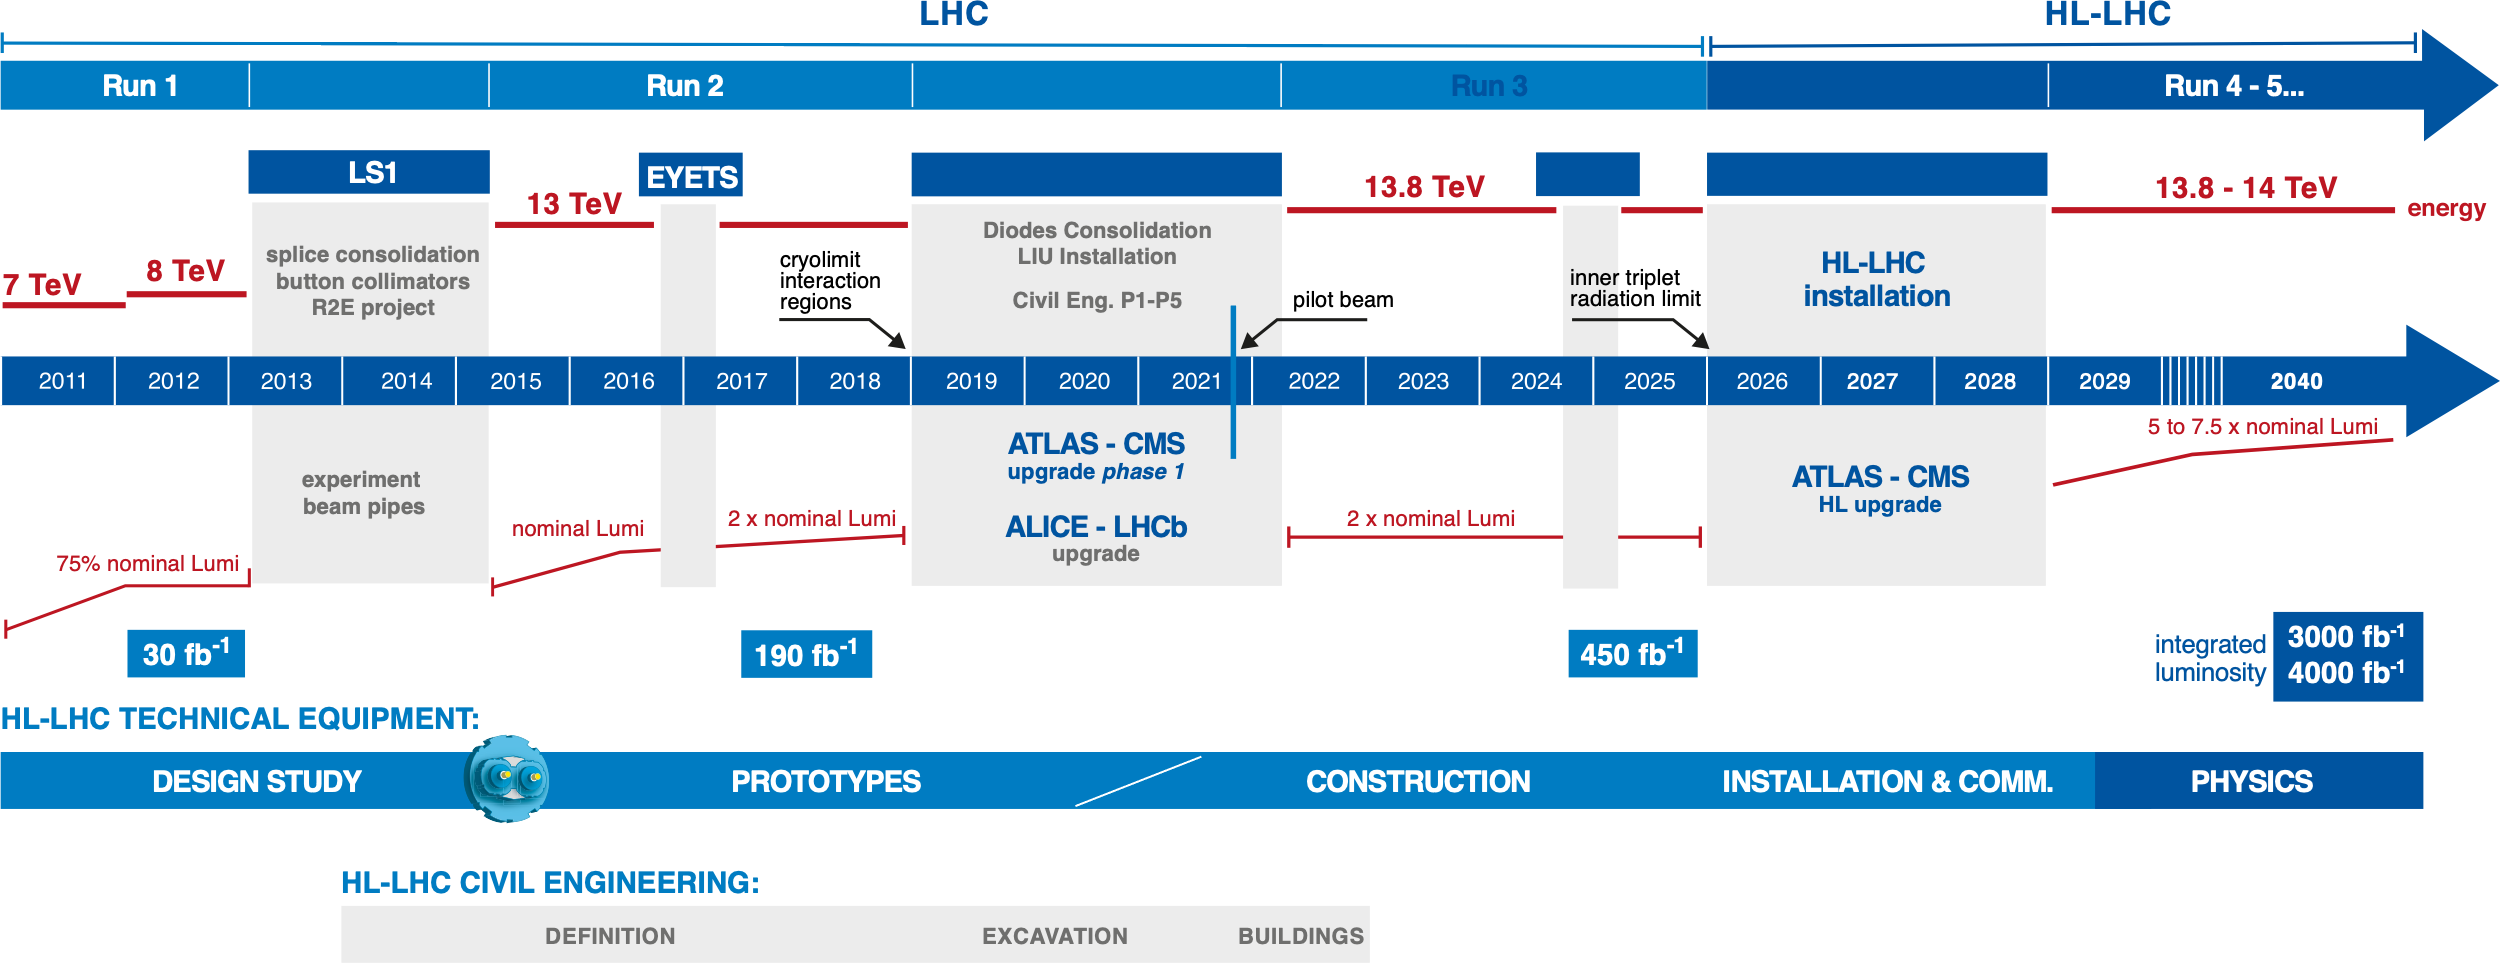 LHC
HL-LHC
Run 1
Run 2
Run 3
Run 4 - 5...
LS1
EYETS
13 TeV
13.8 TeV
13.8 - 14 TeV
energy
7 TeV
8 TeV
splice consolidation
button collimators
R2E project
cryolimit
interaction
regions
Diodes Consolidation
LIU Installation
Civil Eng. P1-P5
pilot beam
inner triplet
radiation limit
HL-LHC
installation
2011 2012 2013 2014 2015 2016 2017 2018 2019 2020 2021 2022 2023 2024 2025 2026 2027 2028 2029 2040
experiment
beam pipes
ATLAS - CMS
upgrade phase 1
ALICE - LHCb
upgrade
ATLAS - CMS
HL upgrade
5 to 7.5 x nominal Lumi
75% nominal Lumi
nominal Lumi
2 x nominal Lumi
2 x nominal Lumi
30 fb⁻¹
190 fb⁻¹
450 fb⁻¹
integrated
luminosity
3000 fb⁻¹
4000 fb⁻¹
HL-LHC TECHNICAL EQUIPMENT:
DESIGN STUDY
PROTOTYPES
CONSTRUCTION
INSTALLATION & COMM.
PHYSICS
HL-LHC CIVIL ENGINEERING:
DEFINITION
EXCAVATION
BUILDINGS